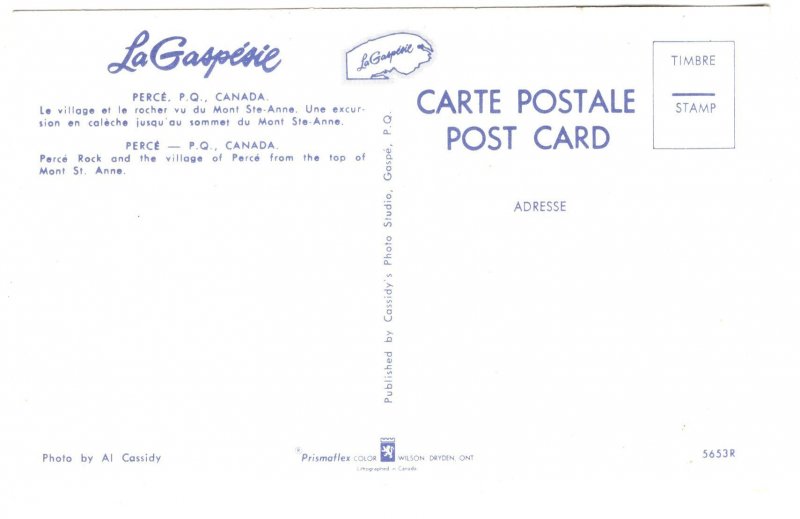 La Gaspésie
La Gaspésie
PERCÉ, P.Q., CANADA.
Le village et le rocher vu du Mont Ste-Anne. Une excur-
sion en calèche jusqu'au sommet du Mont Ste-Anne.
PERCÉ — P.Q., CANADA.
Percé Rock and the village of Percé from the top of
Mont St. Anne.
Published by Cassidy's Photo Studio, Gaspé, P.Q.
CARTE POSTALE
POST CARD
TIMBRE
STAMP
ADRESSE
Photo by Al Cassidy
®Prismaflex COLOR WILSON DRYDEN, ONT
Lithographed in Canada
5653R